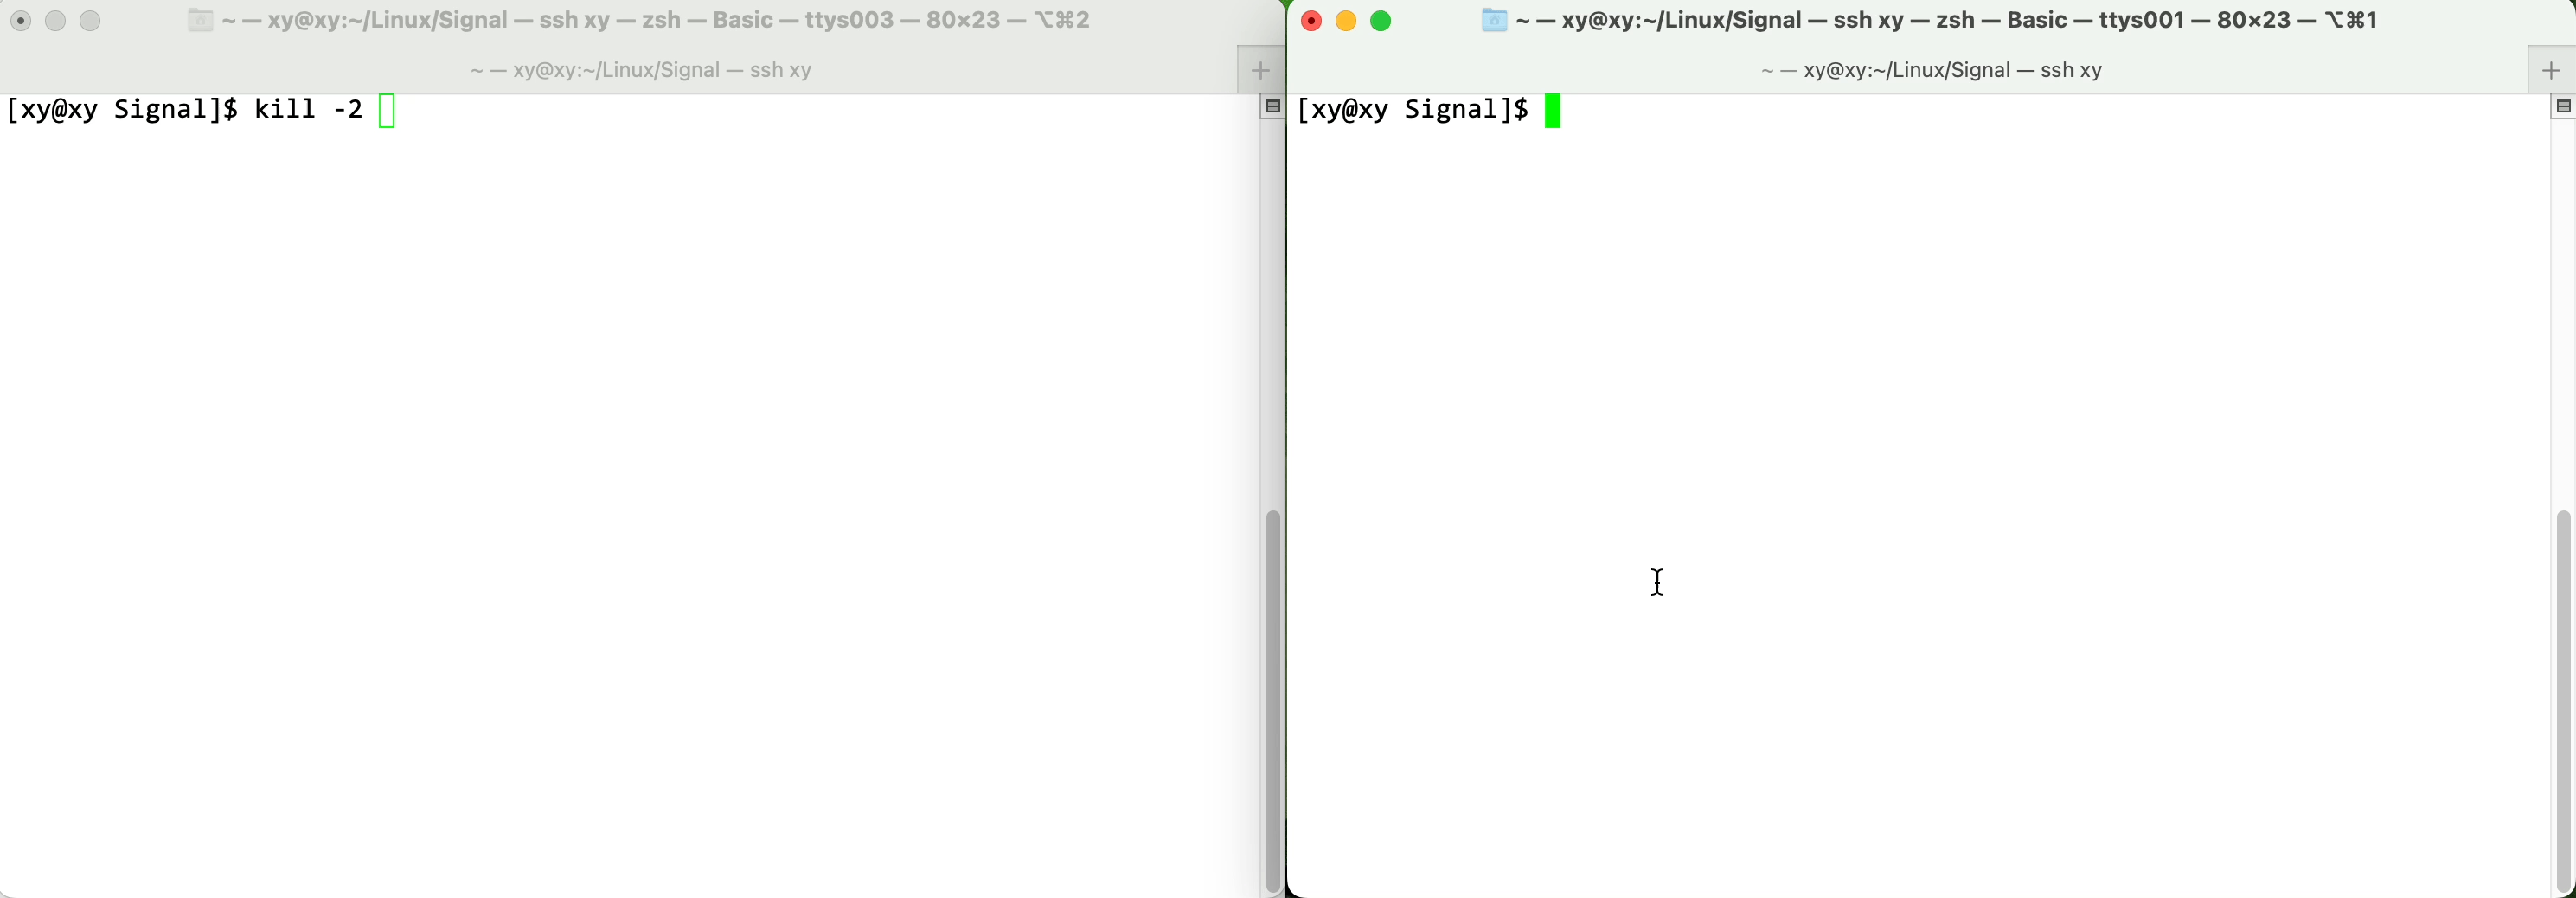 ~ — xy@xy:~/Linux/Signal — ssh xy — zsh — Basic — ttys003 — 80×23 — ⌥⌘2
~ — xy@xy:~/Linux/Signal — ssh xy
[xy@xy Signal]$ kill -2
~ — xy@xy:~/Linux/Signal — ssh xy — zsh — Basic — ttys001 — 80×23 — ⌥⌘1
~ — xy@xy:~/Linux/Signal — ssh xy
[xy@xy Signal]$